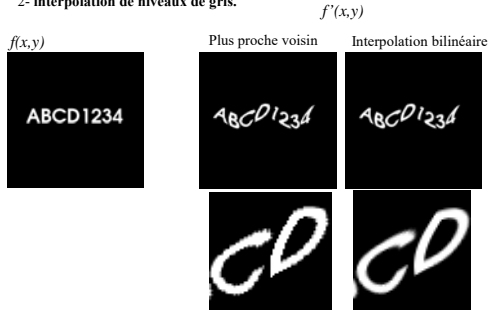 2- interpolation de niveaux de gris.
f'(x,y)
f(x,y)
Plus proche voisin
Interpolation bilinéaire
ABCD1234
ABCD1234
ABCD1234
CD
CD